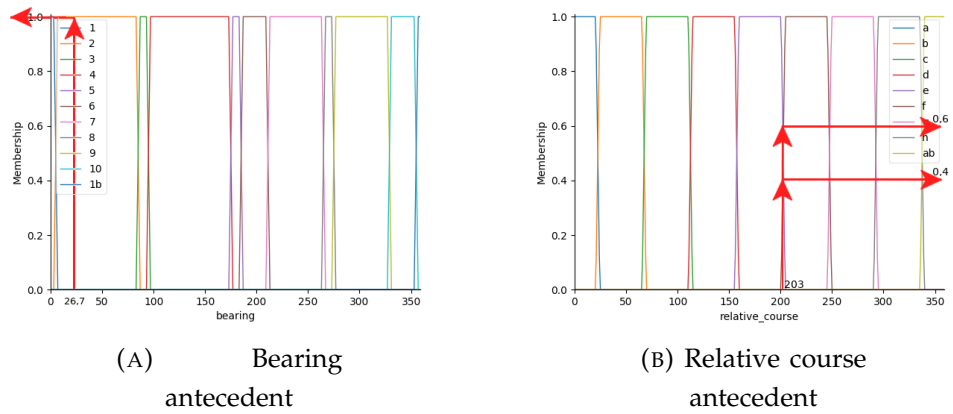 1.0
0.8
0.6
0.4
0.2
0.0
Membership
1
2
3
4
5
6
7
8
9
10
1b
0 26,7 50 100 150 200 250 300 350
bearing
(A) Bearing
antecedent
1.0
0.8
0.6
0.4
0.2
0.0
Membership
a
b
c
d
e
f
h
ab
0.6
0.4
203
0 50 100 150 200 250 300 350
relative_course
(B) Relative course
antecedent